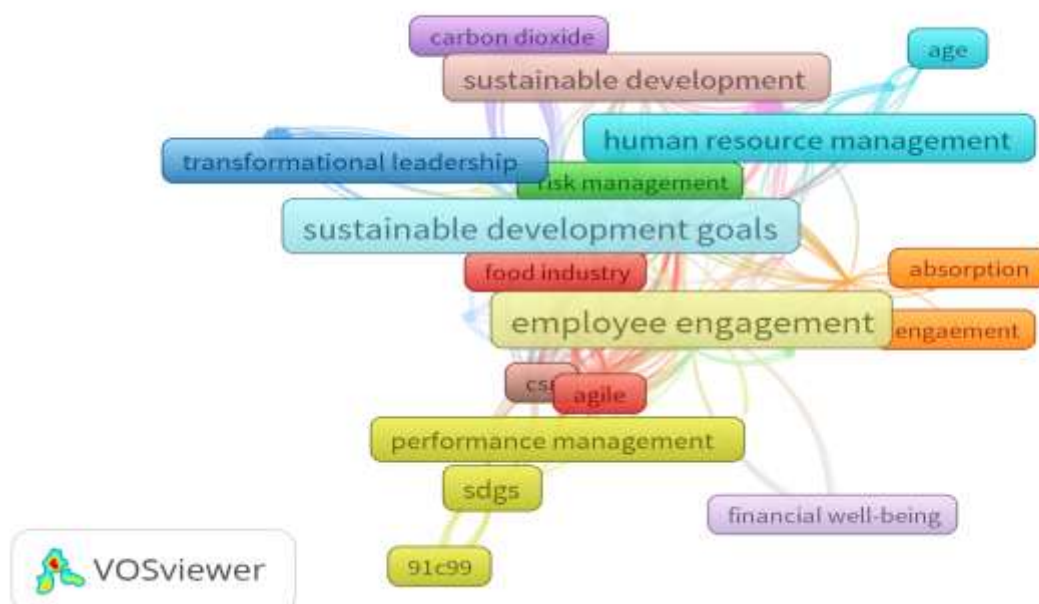 carbon dioxide
age
sustainable development
human resource management
transformational leadership
risk management
sustainable development goals
absorption
food industry
employee engagement
engaement
agile
performance management
sdgs
financial well-being
91c99
VOSviewer